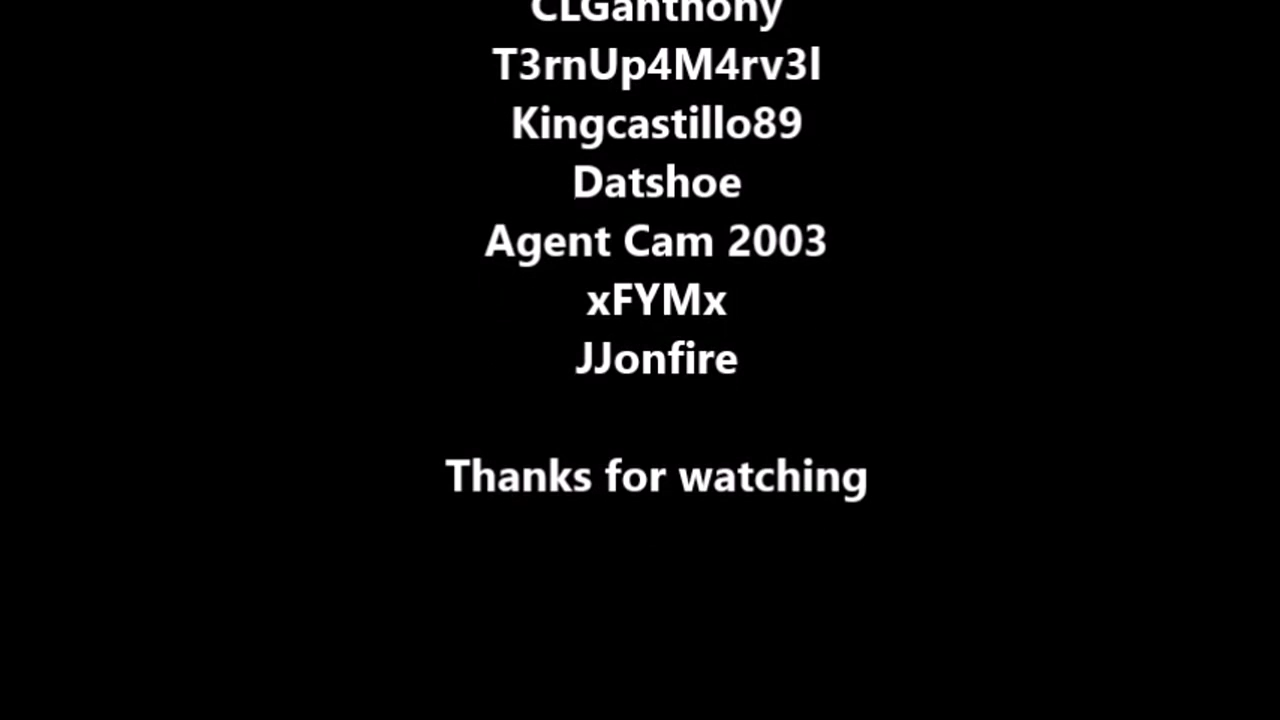 CLGanthony
T3rnUp4M4rv3l
Kingcastillo89
Datshoe
Agent Cam 2003
xFYMx
JJonfire
Thanks for watching